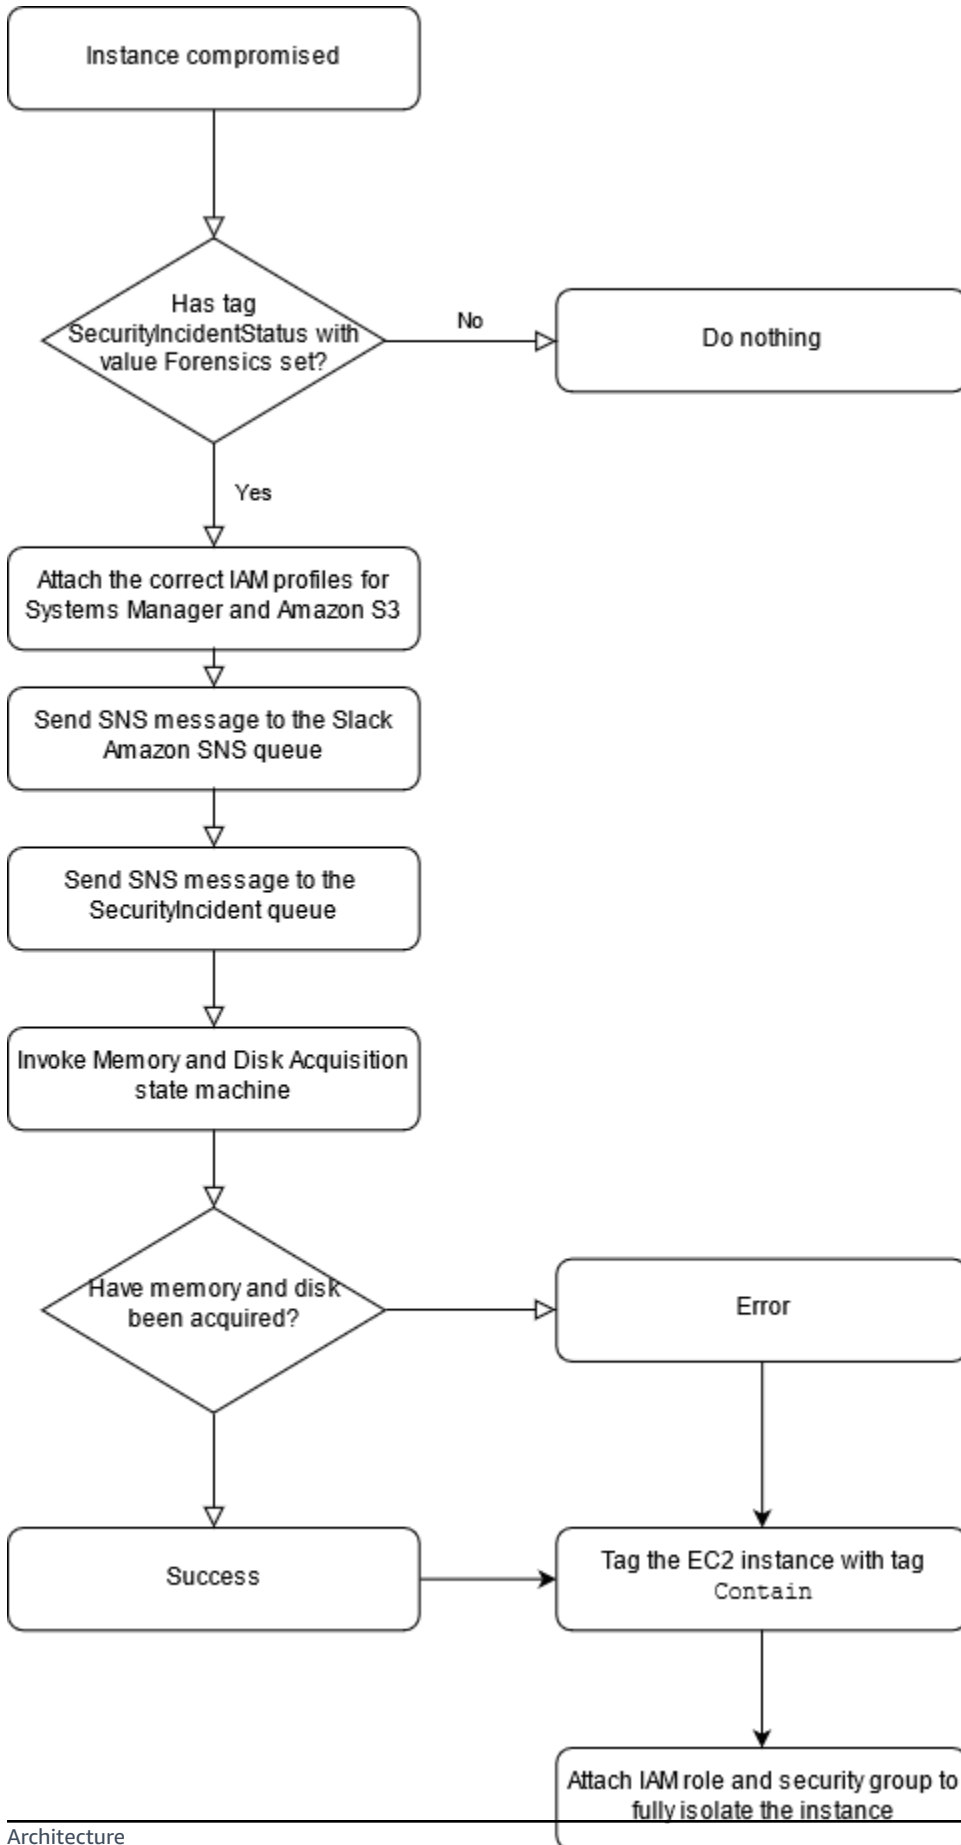 Instance compromised
Has tag
SecurityIncidentStatus with
value Forensics set?
No
Do nothing
Yes
Attach the correct IAM profiles for
Systems Manager and Amazon S3
Send SNS message to the Slack
Amazon SNS queue
Send SNS message to the
SecurityIncident queue
Invoke Memory and Disk Acquisition
state machine
Have memory and disk
been acquired?
Error
Success
Tag the EC2 instance with tag
Contain
Attach IAM role and security group to
fully isolate the instance
Architecture